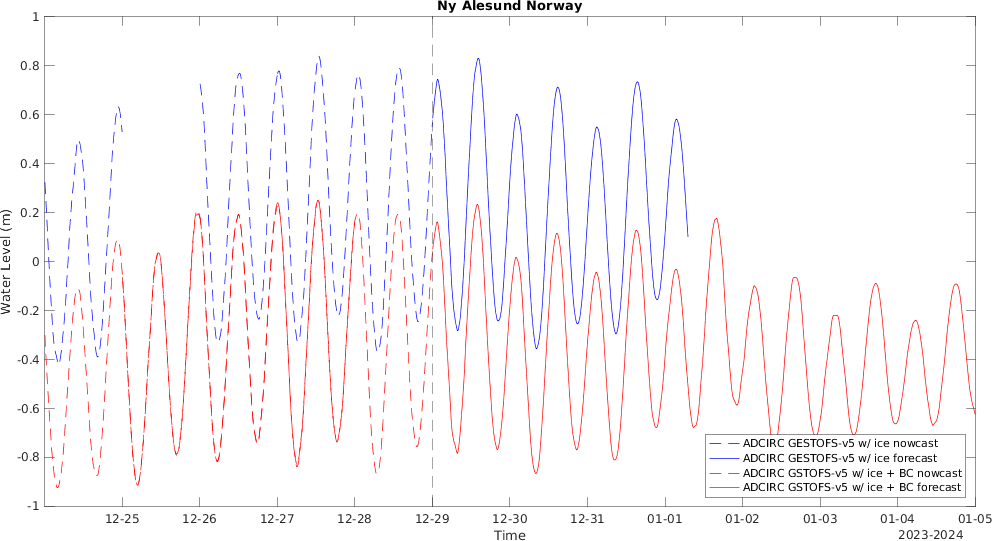 Ny Alesund Norway
1
0.8
0.6
0.4
0.2
0
-0.2
-0.4
-0.6
-0.8
-1
Water Level (m)
ADCIRC GESTOFS-v5 w/ ice nowcast
ADCIRC GESTOFS-v5 w/ ice forecast
ADCIRC GSTOFS-v5 w/ ice + BC nowcast
ADCIRC GSTOFS-v5 w/ ice + BC forecast
12-25 12-26 12-27 12-28 12-29 12-30 12-31 01-01 01-02 01-03 01-04 01-05
Time
2023-2024